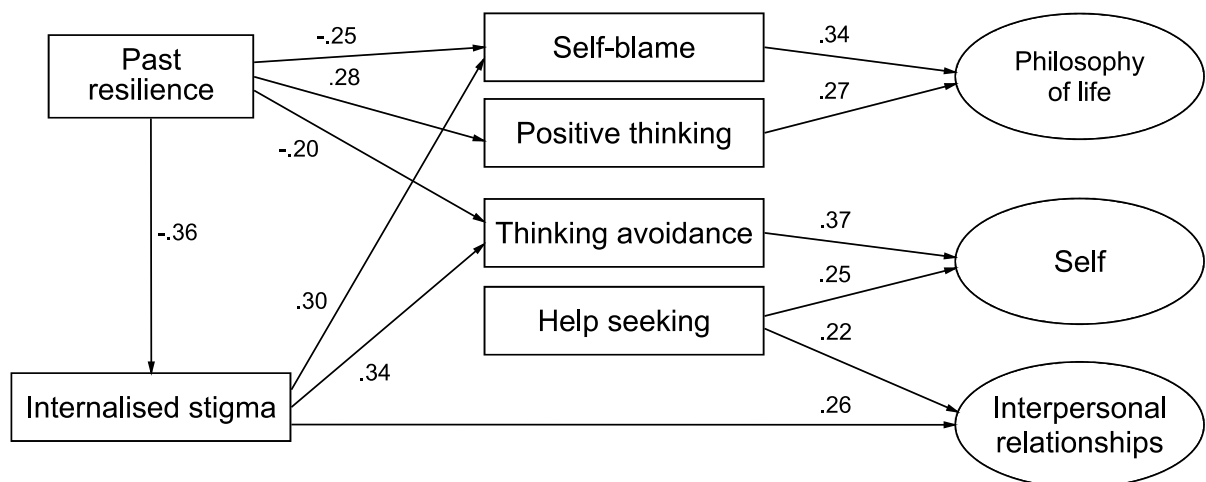 Past
resilience
-.25
.28
-.20
-.36
Self-blame
Positive thinking
Thinking avoidance
Help seeking
.34
.27
Philosophy
of life
.37
.25
.22
Self
.30
.34
Internalised stigma
.26
Interpersonal
relationships